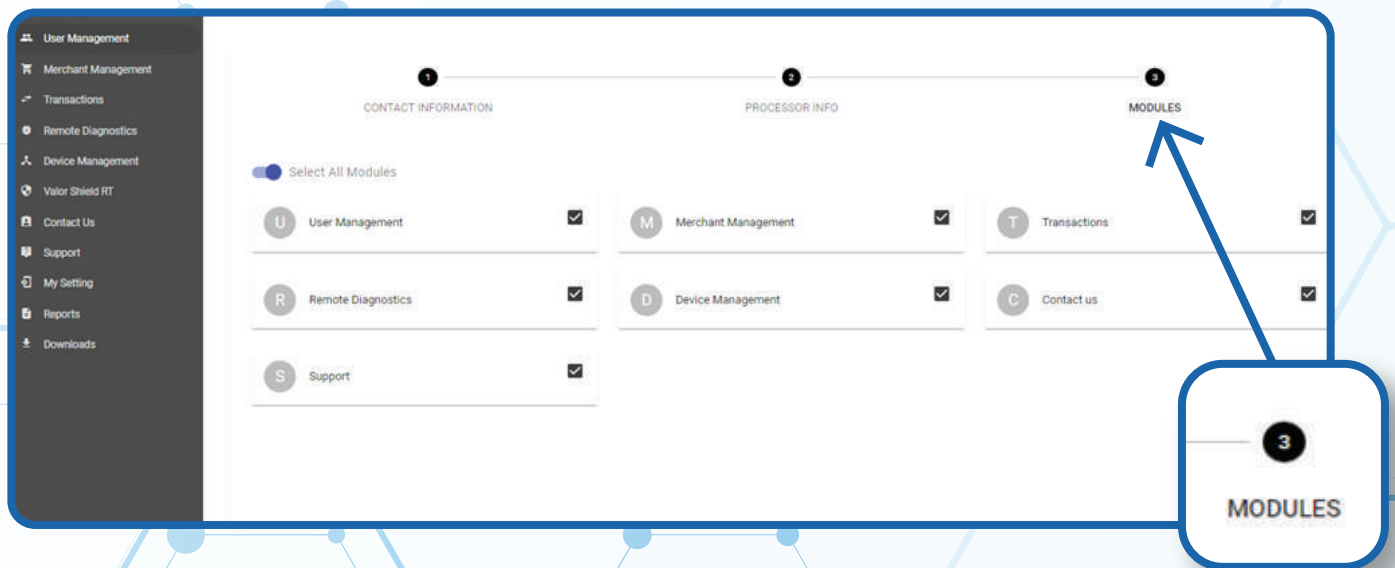 User Management
Merchant Management
Transactions
Remote Diagnostics
Device Management
Valor Shield RT
Contact Us
Support
My Setting
Reports
Downloads
1 2 3
CONTACT INFORMATION PROCESSOR INFO MODULES
Select All Modules
U User Management M Merchant Management T Transactions
R Remote Diagnostics D Device Management C Contact us
S Support
3
MODULES